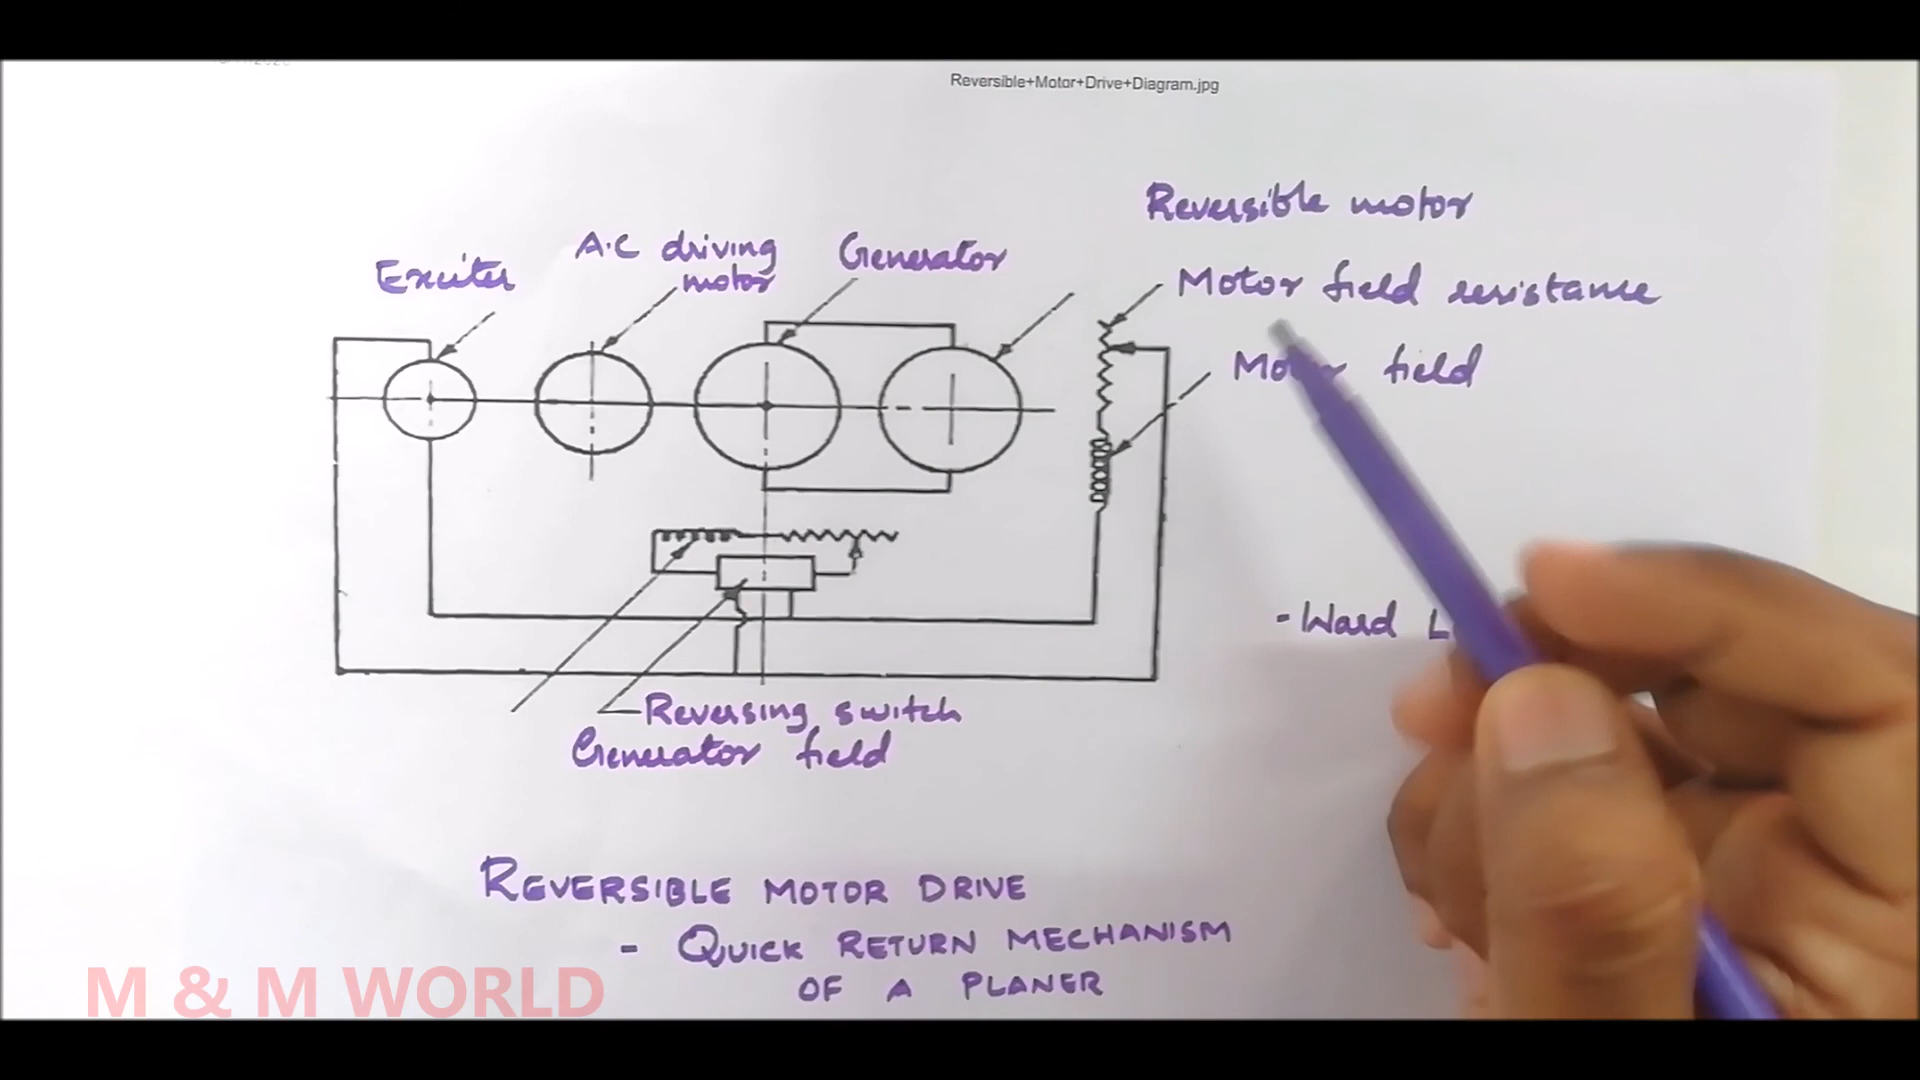 Reversible+Motor+Drive+Diagram.jpg
Reversible motor
Exciter
A.C driving
motor
Generator
Motor field resistance
Motor field
- Ward L
Reversing switch
Generator field
REVERSIBLE MOTOR DRIVE
- QUICK RETURN MECHANISM
OF A PLANER
M & M WORLD